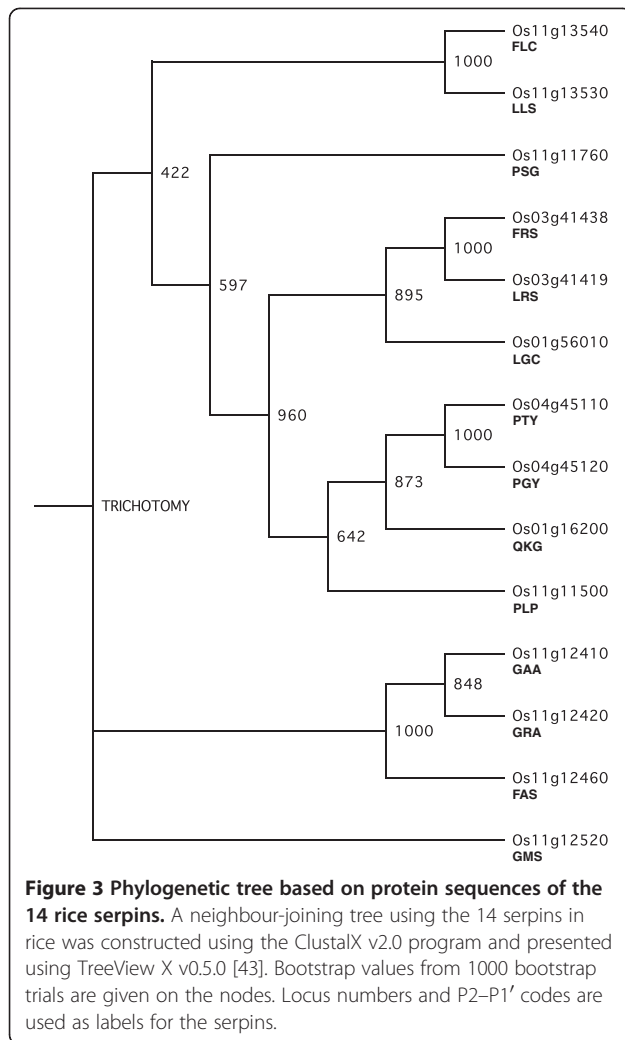 Os11g13540
FLC
1000
Os11g13530
LLS
422
Os11g11760
PSG
597
Os03g41438
FRS
1000
Os03g41419
LRS
895
Os01g56010
LGC
960
Os04g45110
PTY
1000
Os04g45120
PGY
873
Os01g16200
QKG
642
Os11g11500
PLP
TRICHOTOMY
Os11g12410
GAA
848
Os11g12420
GRA
1000
Os11g12460
FAS
Os11g12520
GMS
Figure 3 Phylogenetic tree based on protein sequences of the
14 rice serpins. A neighbour-joining tree using the 14 serpins in
rice was constructed using the ClustalX v2.0 program and presented
using TreeView X v0.5.0 [43]. Bootstrap values from 1000 bootstrap
trials are given on the nodes. Locus numbers and P2–P1′ codes are
used as labels for the serpins.